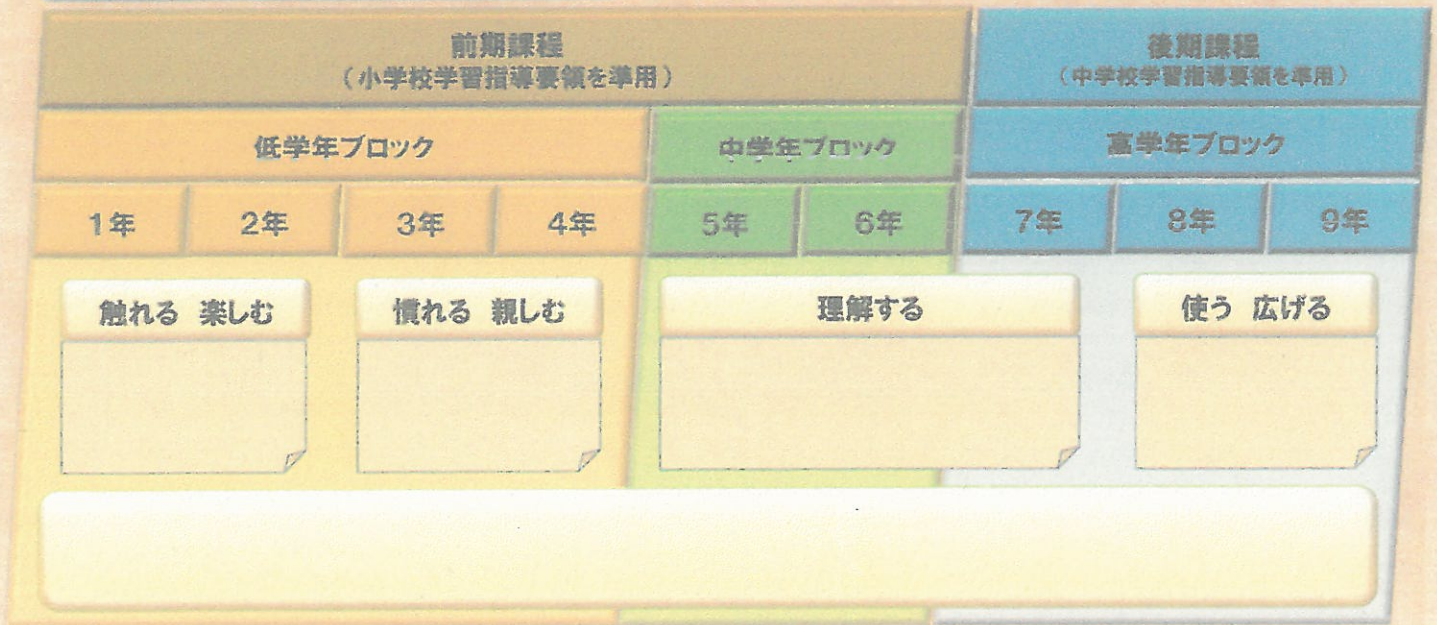 前期課程
（小学校学習指導要領を準用）
後期課程
（中学校学習指導要領を準用）
低学年ブロック
中学年ブロック
高学年ブロック
1年
2年
3年
4年
5年
6年
7年
8年
9年
触れる 楽しむ
慣れる 親しむ
理解する
使う 広げる